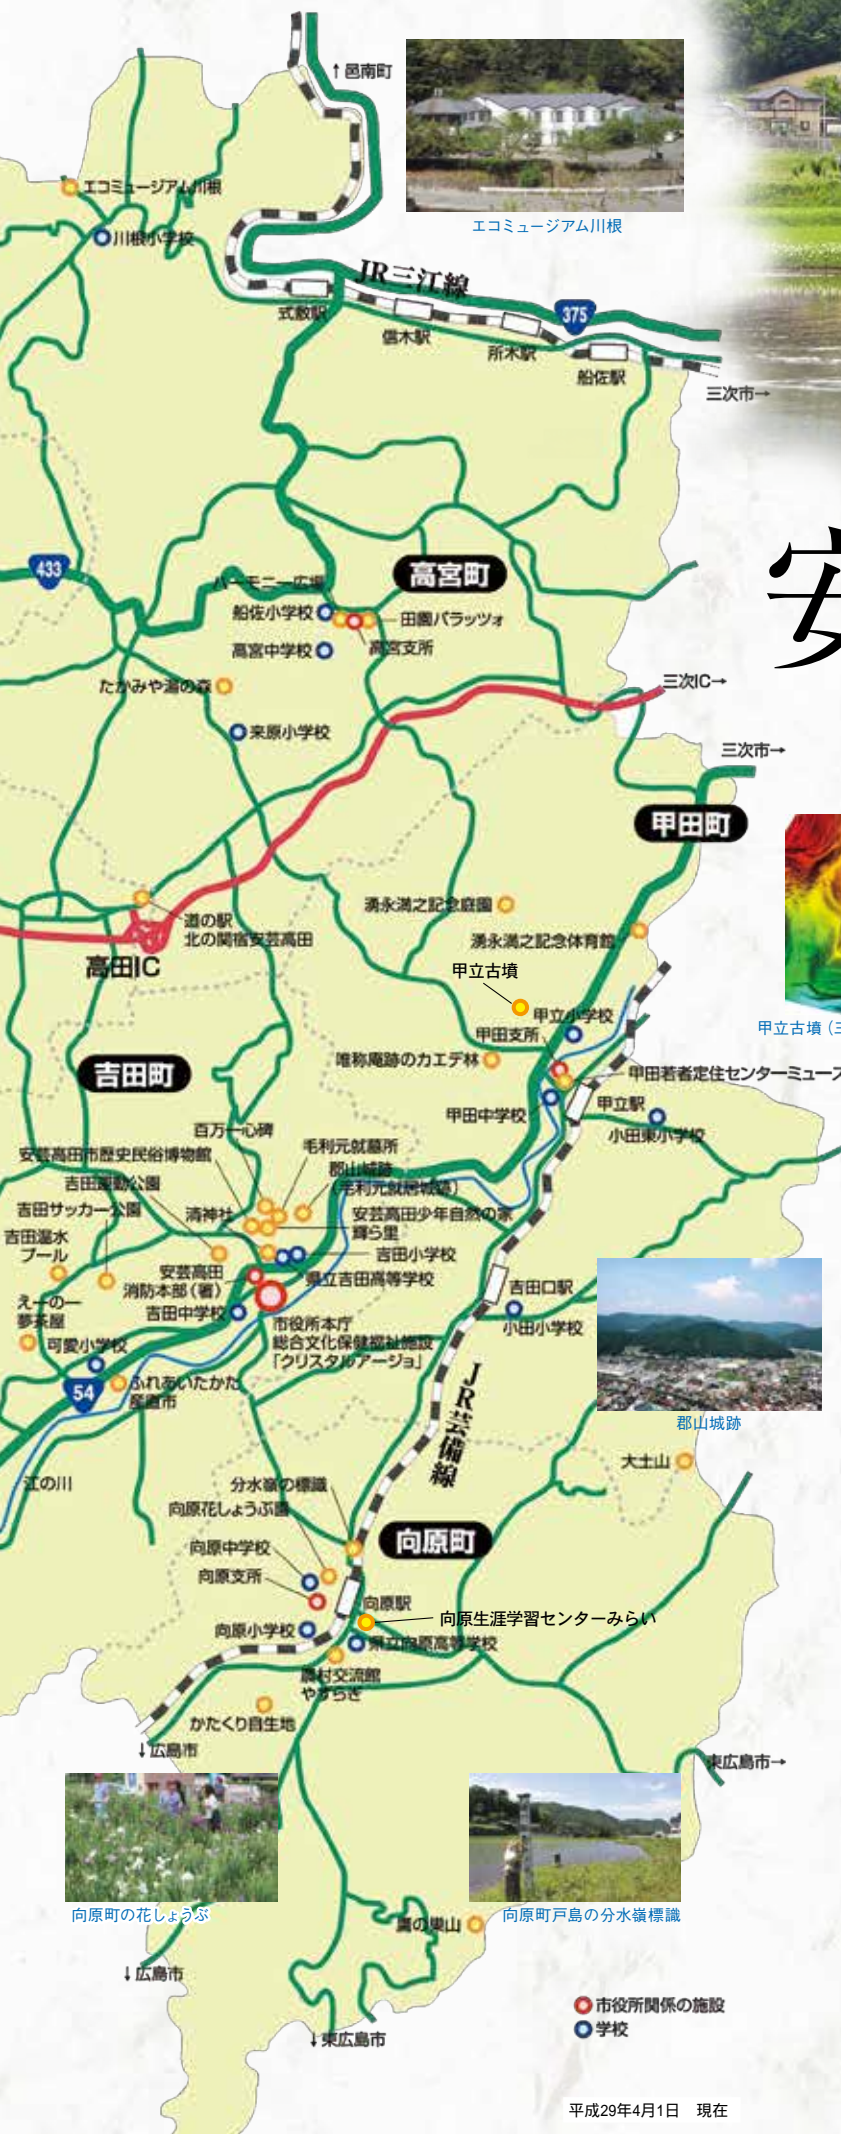 ↑邑南町
エコミュージアム川根
エコミュージアム川根
川根小学校
JR三江線
式敷駅
信木駅
所木駅
船佐駅
375
三次市→
安
433
高宮町
ハーモニー広場
船佐小学校
田園パラッツォ
高宮支所
高宮中学校
たかみや湯の森
来原小学校
三次IC→
三次市→
甲田町
道の駅
北の関宿安芸高田
高田IC
湧永満之記念庭園
湧永満之記念体育館
甲立古墳
甲立小学校
甲田支所
甲立古墳（三
唯称庵跡のカエデ林
甲田若者定住センターミューズ
甲田中学校
甲立駅
小田東小学校
吉田町
百万一心碑
安芸高田市歴史民俗博物館
毛利元就墓所
郡山城跡
（毛利元就居城跡）
吉田運動公園
吉田サッカー公園
清神社
安芸高田少年自然の家
輝ら里
吉田温水
プール
吉田小学校
安芸高田
消防本部（署）
県立吉田高等学校
えーのー
夢茶屋
吉田中学校
市役所本庁
総合文化保健福祉施設
「クリスタルアージョ」
吉田口駅
小田小学校
可愛小学校
54
ふれあいたかた
産直市
JR芸備線
郡山城跡
江の川
大土山
分水嶺の標識
向原花しょうぶ園
向原町
向原中学校
向原支所
向原駅
向原生涯学習センターみらい
向原小学校
県立向原高等学校
農村交流館
やすらぎ
かたくり自生地
↓広島市
東広島市→
向原町の花しょうぶ
向原町戸島の分水嶺標識
鷹の巣山
↓広島市
↓東広島市
市役所関係の施設
学校
平成29年4月1日　現在